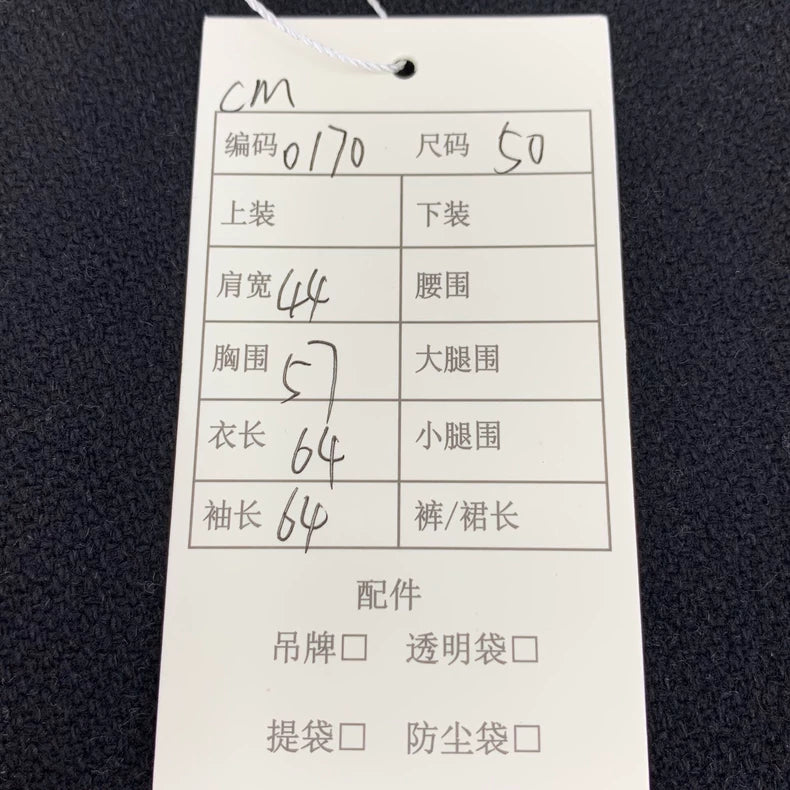 CM
编码 0170 尺码 50
上装 下装
肩宽 44 腰围
胸围 57 大腿围
衣长 64 小腿围
袖长 64 裤/裙长
配件
吊牌□ 透明袋□
提袋□ 防尘袋□